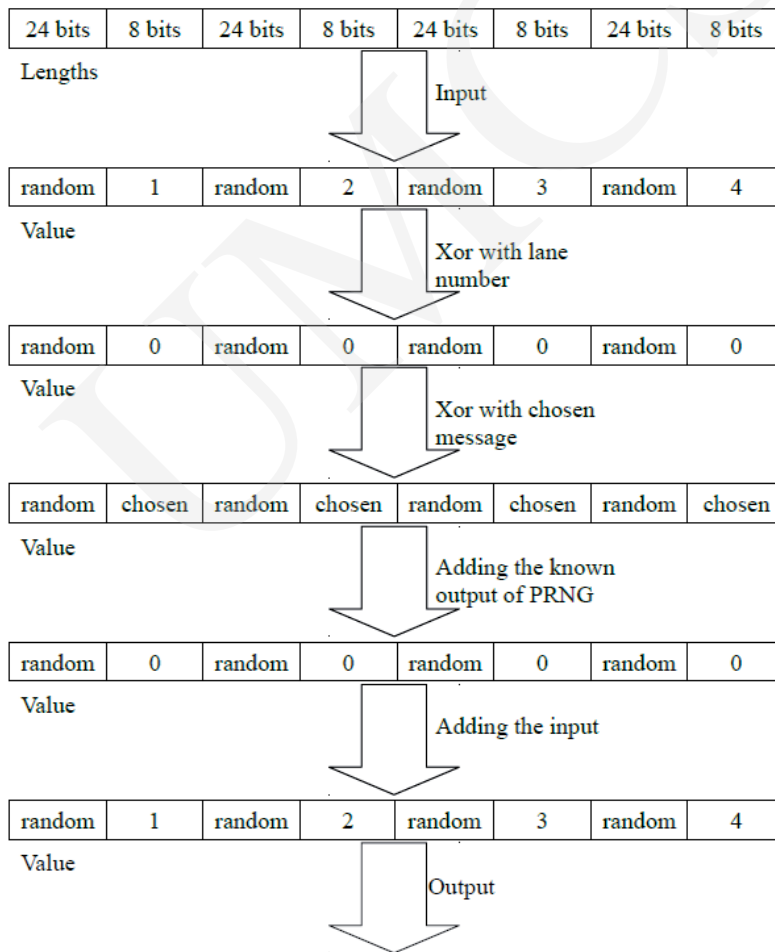 24 bits 8 bits 24 bits 8 bits 24 bits 8 bits 24 bits 8 bits
Lengths
Input
random 1 random 2 random 3 random 4
Value
Xor with lane
number
random 0 random 0 random 0 random 0
Value
Xor with chosen
message
random chosen random chosen random chosen random chosen
Value
Adding the known
output of PRNG
random 0 random 0 random 0 random 0
Value
Adding the input
random 1 random 2 random 3 random 4
Value
Output
UMCS